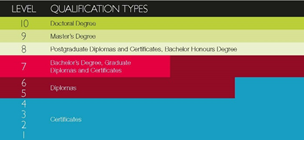 LEVEL QUALIFICATION TYPES
10 Doctoral Degree
9 Master's Degree
8 Postgraduate Diplomas and Certificates, Bachelor Honours Degree
7 Bachelor's Degree, Graduate
Diplomas and Certificates
6
5 Diplomas
4
3 Certificates
2
1